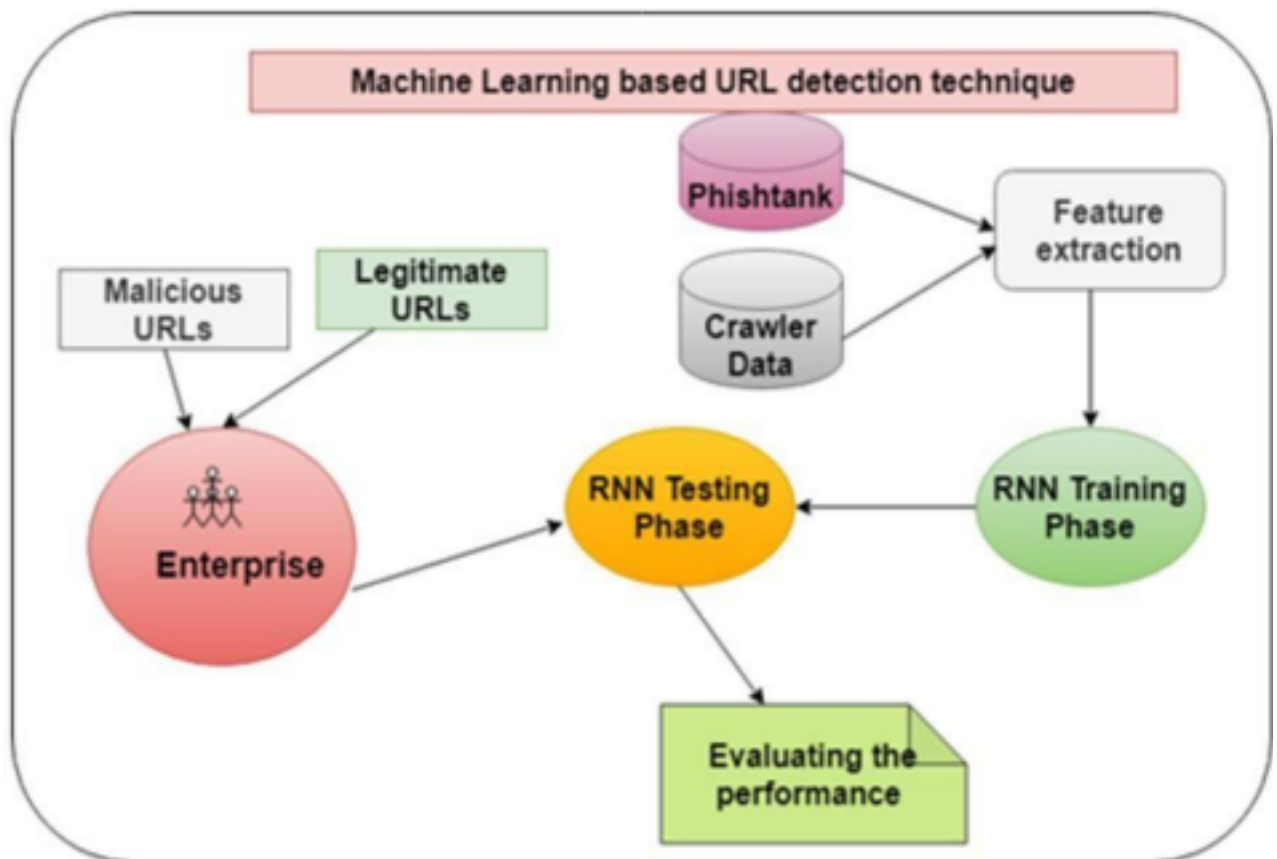 Machine Learning based URL detection technique
Phishtank
Feature
extraction
Legitimate
URLs
Malicious
URLs
Crawler
Data
Enterprise
RNN Testing
Phase
RNN Training
Phase
Evaluating the
performance